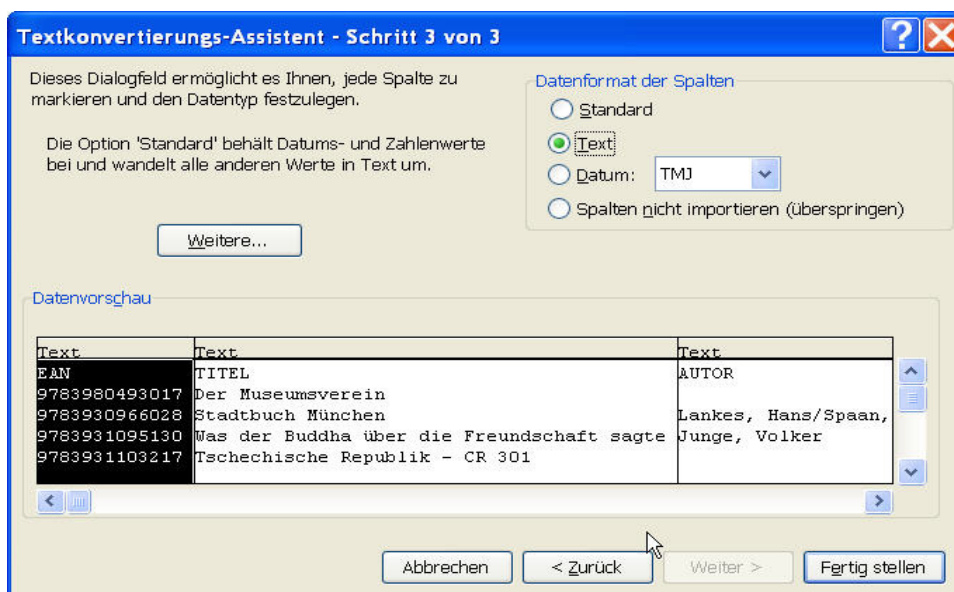 Textkonvertierungs-Assistent - Schritt 3 von 3
Dieses Dialogfeld ermöglicht es Ihnen, jede Spalte zu
markieren und den Datentyp festzulegen.
Die Option 'Standard' behält Datums- und Zahlenwerte
bei und wandelt alle anderen Werte in Text um.
Weitere...
Datenformat der Spalten
Standard
Text
Datum: TMJ
Spalten nicht importieren (überspringen)
Datenvorschau
Text Text Text
EAN TITEL AUTOR
9783980493017 Der Museumsverein
9783930966028 Stadtbuch München Lankes, Hans/Spaan,
9783931095130 Was der Buddha über die Freundschaft sagte Junge, Volker
9783931103217 Tschechische Republik - CR 301
Abbrechen < Zurück Weiter > Fertig stellen